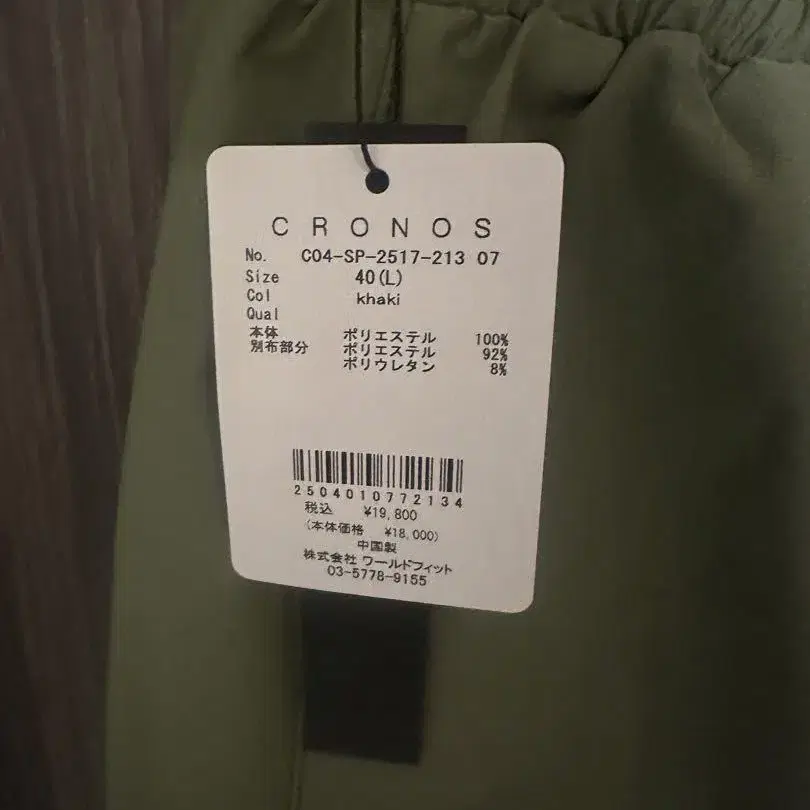 CRONOS
No. C04-SP-2517-213 07
Size 40(L)
Col khaki
Qual
本体 ポリエステル 100%
別布部分 ポリエステル 92%
ポリウレタン 8%
2504010772134
税込 ¥19,800
(本体価格 ¥18,000)
中国製
株式会社 ワールドフィット
03-5778-9155